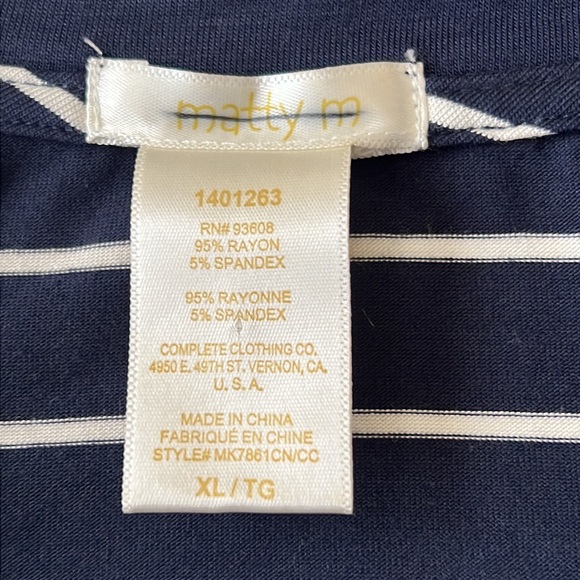 matty m
1401263
RN# 93608
95% RAYON
5% SPANDEX
95% RAYONNE
5% SPANDEX
COMPLETE CLOTHING CO.
4950 E. 49TH ST. VERNON, CA.
U. S. A.
MADE IN CHINA
FABRIQUÉ EN CHINE
STYLE# MK7861CN/CC
XL / TG